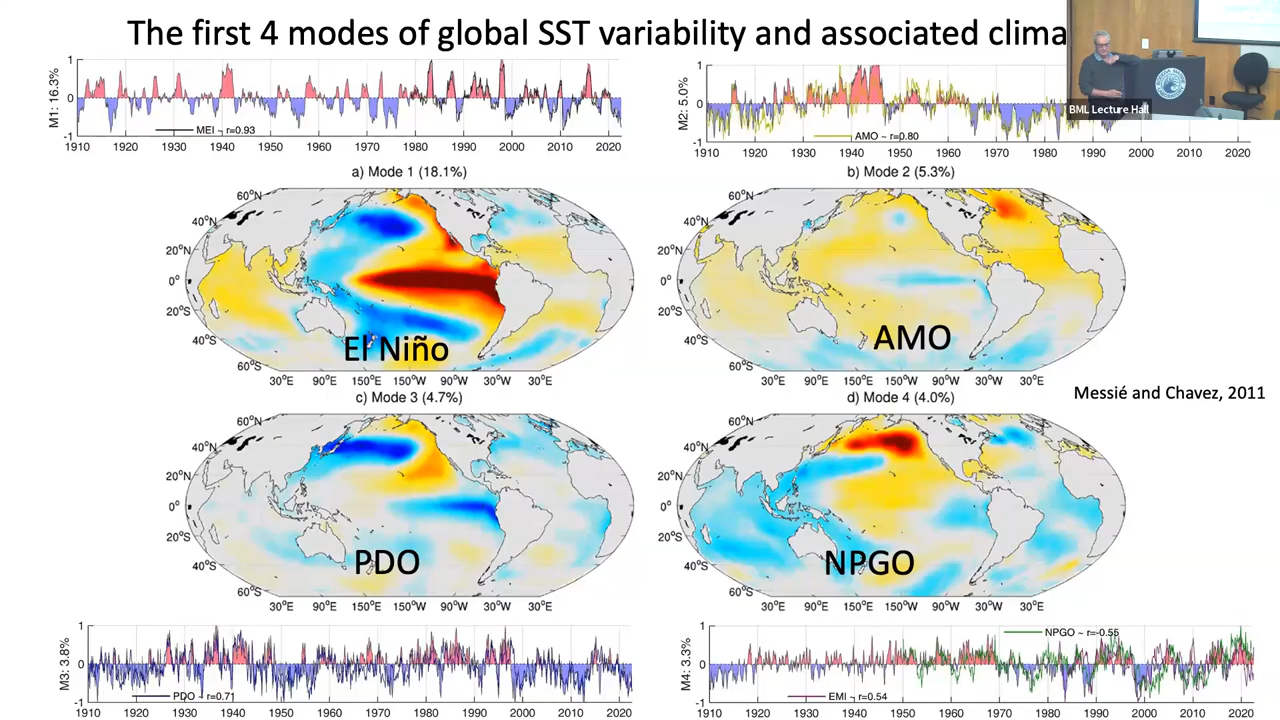 The first 4 modes of global SST variability and associated clima
BML Lecture Hall
M1: 16.3%
1
0
-1
MEI ~ r=0.93
1910 1920 1930 1940 1950 1960 1970 1980 1990 2000 2010 2020
M2: 5.0%
1
0
-1
AMO ~ r=0.80
1910 1920 1930 1940 1950 1960 1970 1980 1990 2000 2010 2020
a) Mode 1 (18.1%)
60°N
40°N
20°N
0°
20°S
40°S
60°S
El Niño
30°E 90°E 150°E 150°W 90°W 30°W 30°E
b) Mode 2 (5.3%)
60°N
40°N
20°N
0°
20°S
40°S
60°S
AMO
30°E 90°E 150°E 150°W 90°W 30°W 30°E
Messié and Chavez, 2011
c) Mode 3 (4.7%)
60°N
40°N
20°N
0°
20°S
40°S
60°S
PDO
30°E 90°E 150°E 150°W 90°W 30°W 30°E
d) Mode 4 (4.0%)
60°N
40°N
20°N
0°
20°S
40°S
60°S
NPGO
30°E 90°E 150°E 150°W 90°W 30°W 30°E
M3: 3.8%
1
0
-1
PDO ~ r=0.71
1910 1920 1930 1940 1950 1960 1970 1980 1990 2000 2010 2020
M4: 3.3%
1
0
-1
NPGO ~ r=-0.55
EMI ~ r=0.54
1910 1920 1930 1940 1950 1960 1970 1980 1990 2000 2010 2020